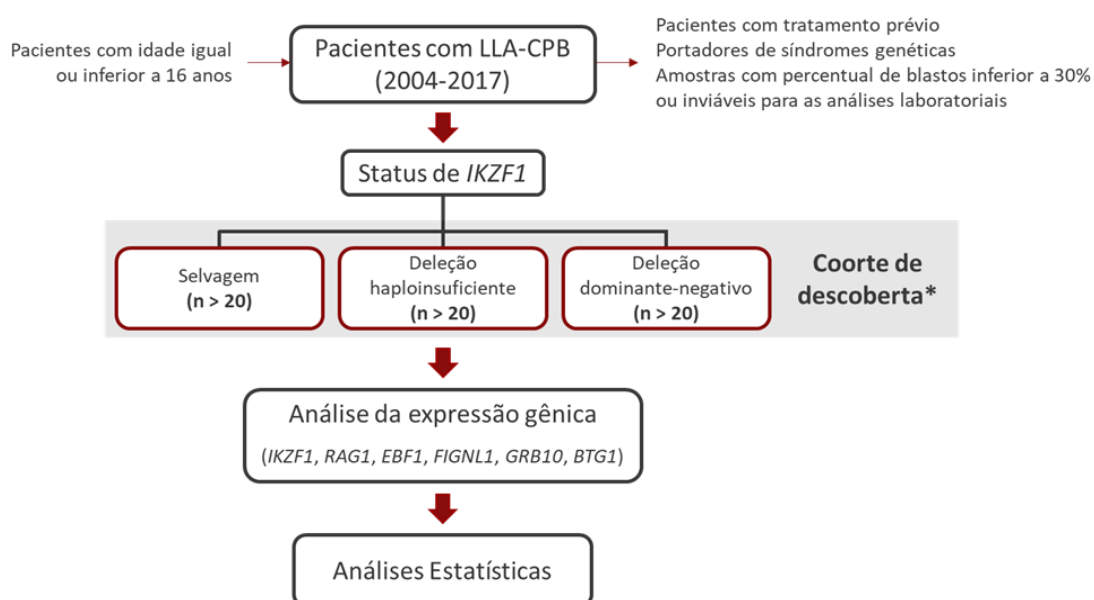 Pacientes com idade igual
ou inferior a 16 anos
Pacientes com LLA-CPB
(2004-2017)
Pacientes com tratamento prévio
Portadores de síndromes genéticas
Amostras com percentual de blastos inferior a 30%
ou inviáveis para as análises laboratoriais
Status de IKZF1
Selvagem
(n > 20)
Deleção
haploinsuficiente
(n > 20)
Deleção
dominante-negativo
(n > 20)
Coorte de
descoberta*
Análise da expressão gênica
(IKZF1, RAG1, EBF1, FIGNL1, GRB10, BTG1)
Análises Estatísticas